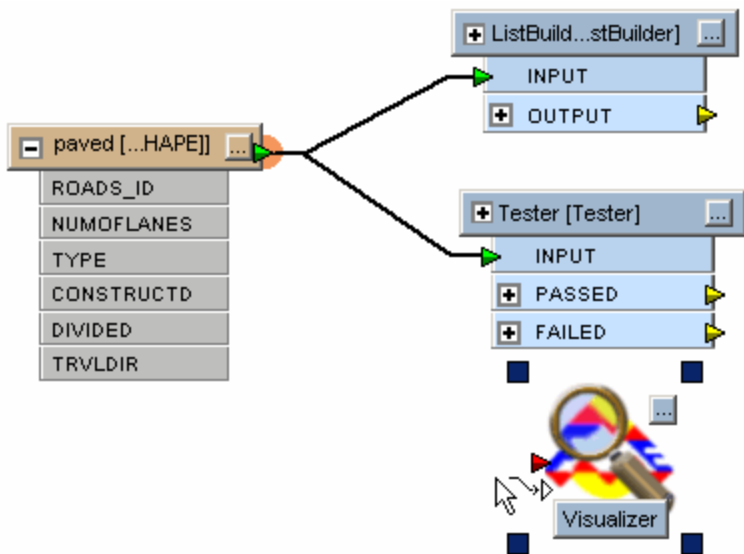 ListBuild...stBuilder] ...
INPUT
OUTPUT
paved [...HAPE]] ...
ROADS_ID
NUMOFLANES
TYPE
CONSTRUCTD
DIVIDED
TRVLDIR
Tester [Tester] ...
INPUT
PASSED
FAILED
...
Visualizer